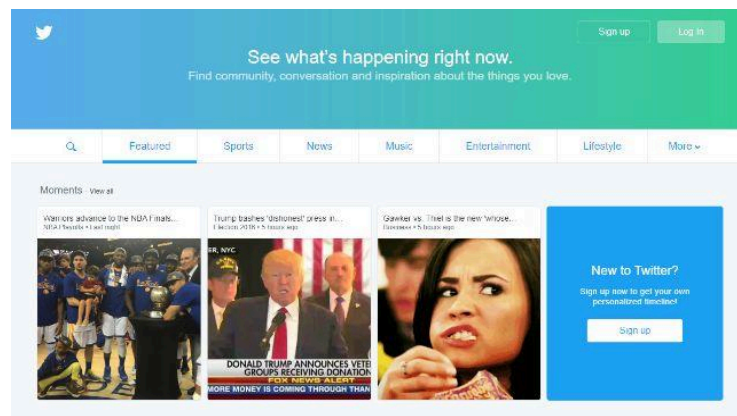 Sign up
Log in
See what's happening right now.
Find community, conversation and inspiration about the things you love.
Featured
Sports
News
Music
Entertainment
Lifestyle
More
Moments View all
Warriors advance to the NBA Finals...
NBA Playoffs • Last night
Trump bashes 'dishonest' press in...
Election 2016 • 5 hours ago
Gawker vs. Thiel is the new 'whose...
Business • 5 hours ago
ER, NYC
DONALD TRUMP ANNOUNCES VETE
GROUPS RECEIVING DONATION
FOX NEWS ALERT
MORE MONEY IS COMING THROUGH THAN
New to Twitter?
Sign up now to get your own
personalized timeline!
Sign up